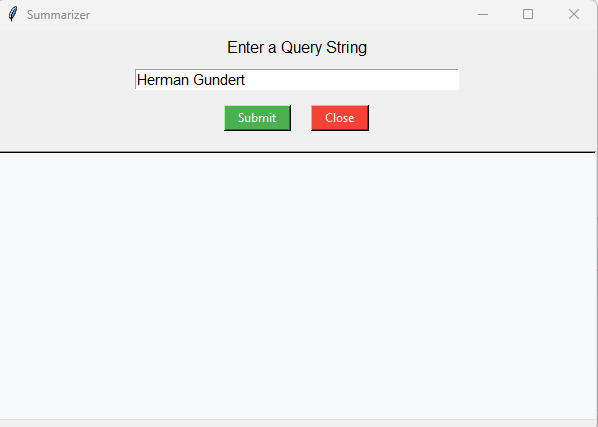 Summarizer
Enter a Query String
Herman Gundert
Submit Close